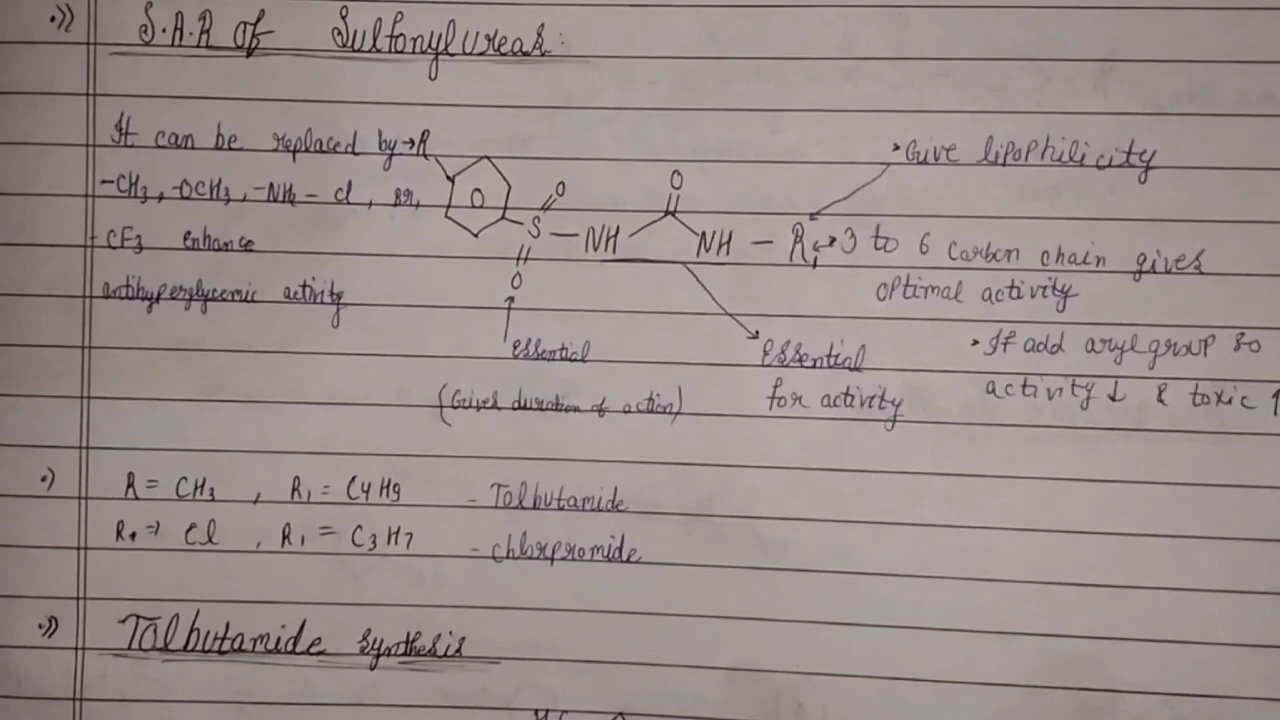 •)) S.A.R of Sulfonylureas:
It can be replaced by → R
-CH3, -OCH3, -NH2 - cl, Br,
- CF3 enhance
antihyperglycemic activity
O
S
O
O
NH
O
NH - R1
• Give lipophilicity
→ 3 to 6 carbon chain gives
optimal activity
Essential
(Gives duration of action)
Essential
for activity
• If add aryl group so
activity ↓ & toxic ↑
•) R = CH3, R1 = C4H9 - Tolbutamide
R → Cl, R1 = C3H7 - chlorpromide
•)) Tolbutamide synthesis